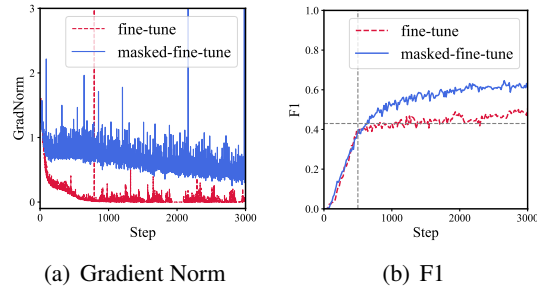 fine-tune
masked-fine-tune
GradNorm
3
2
1
0
0
1000
2000
3000
Step
(a) Gradient Norm
fine-tune
masked-fine-tune
F1
1.0
0.8
0.6
0.4
0.2
0.0
0
1000
2000
3000
Step
(b) F1